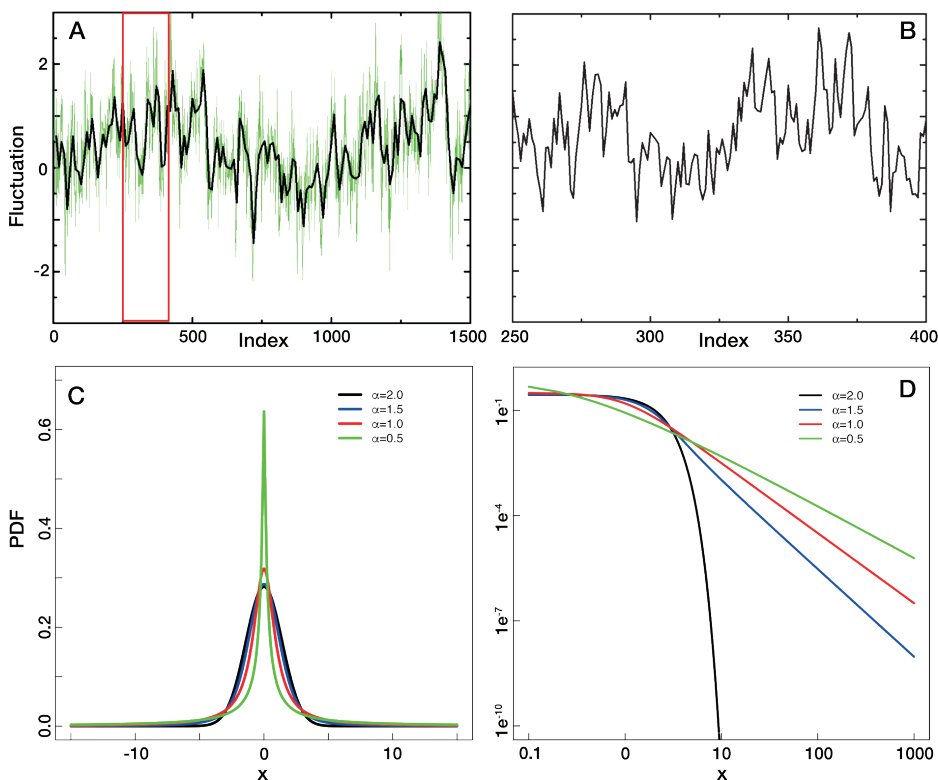 A
B
Fluctuation
2
0
-2
0
500
1000
1500
Index
250
300
350
400
Index
C
α=2.0
α=1.5
α=1.0
α=0.5
PDF
0.6
0.4
0.2
0.0
-10
0
10
x
D
α=2.0
α=1.5
α=1.0
α=0.5
1e-1
1e-4
1e-7
1e-10
0.1
0
10
100
1000
x